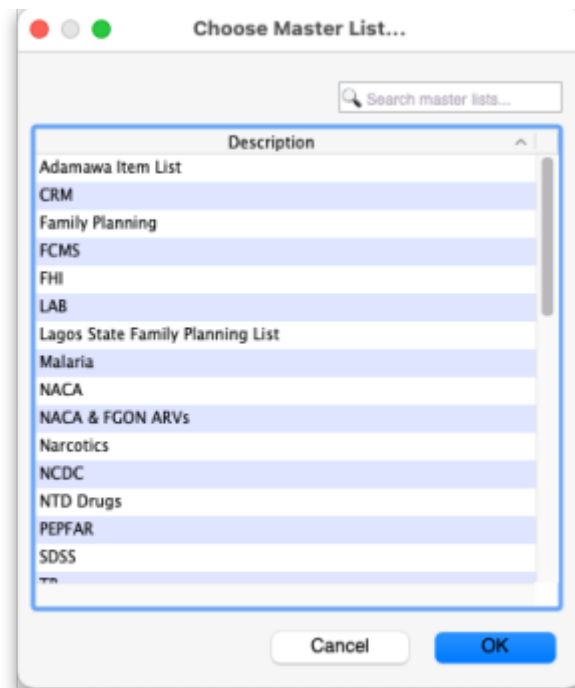 Choose Master List...
Search master lists...
Description
Adamawa Item List
CRM
Family Planning
FCMS
FHI
LAB
Lagos State Family Planning List
Malaria
NACA
NACA & FGON ARVs
Narcotics
NCDC
NTD Drugs
PEPFAR
SDSS
Cancel OK